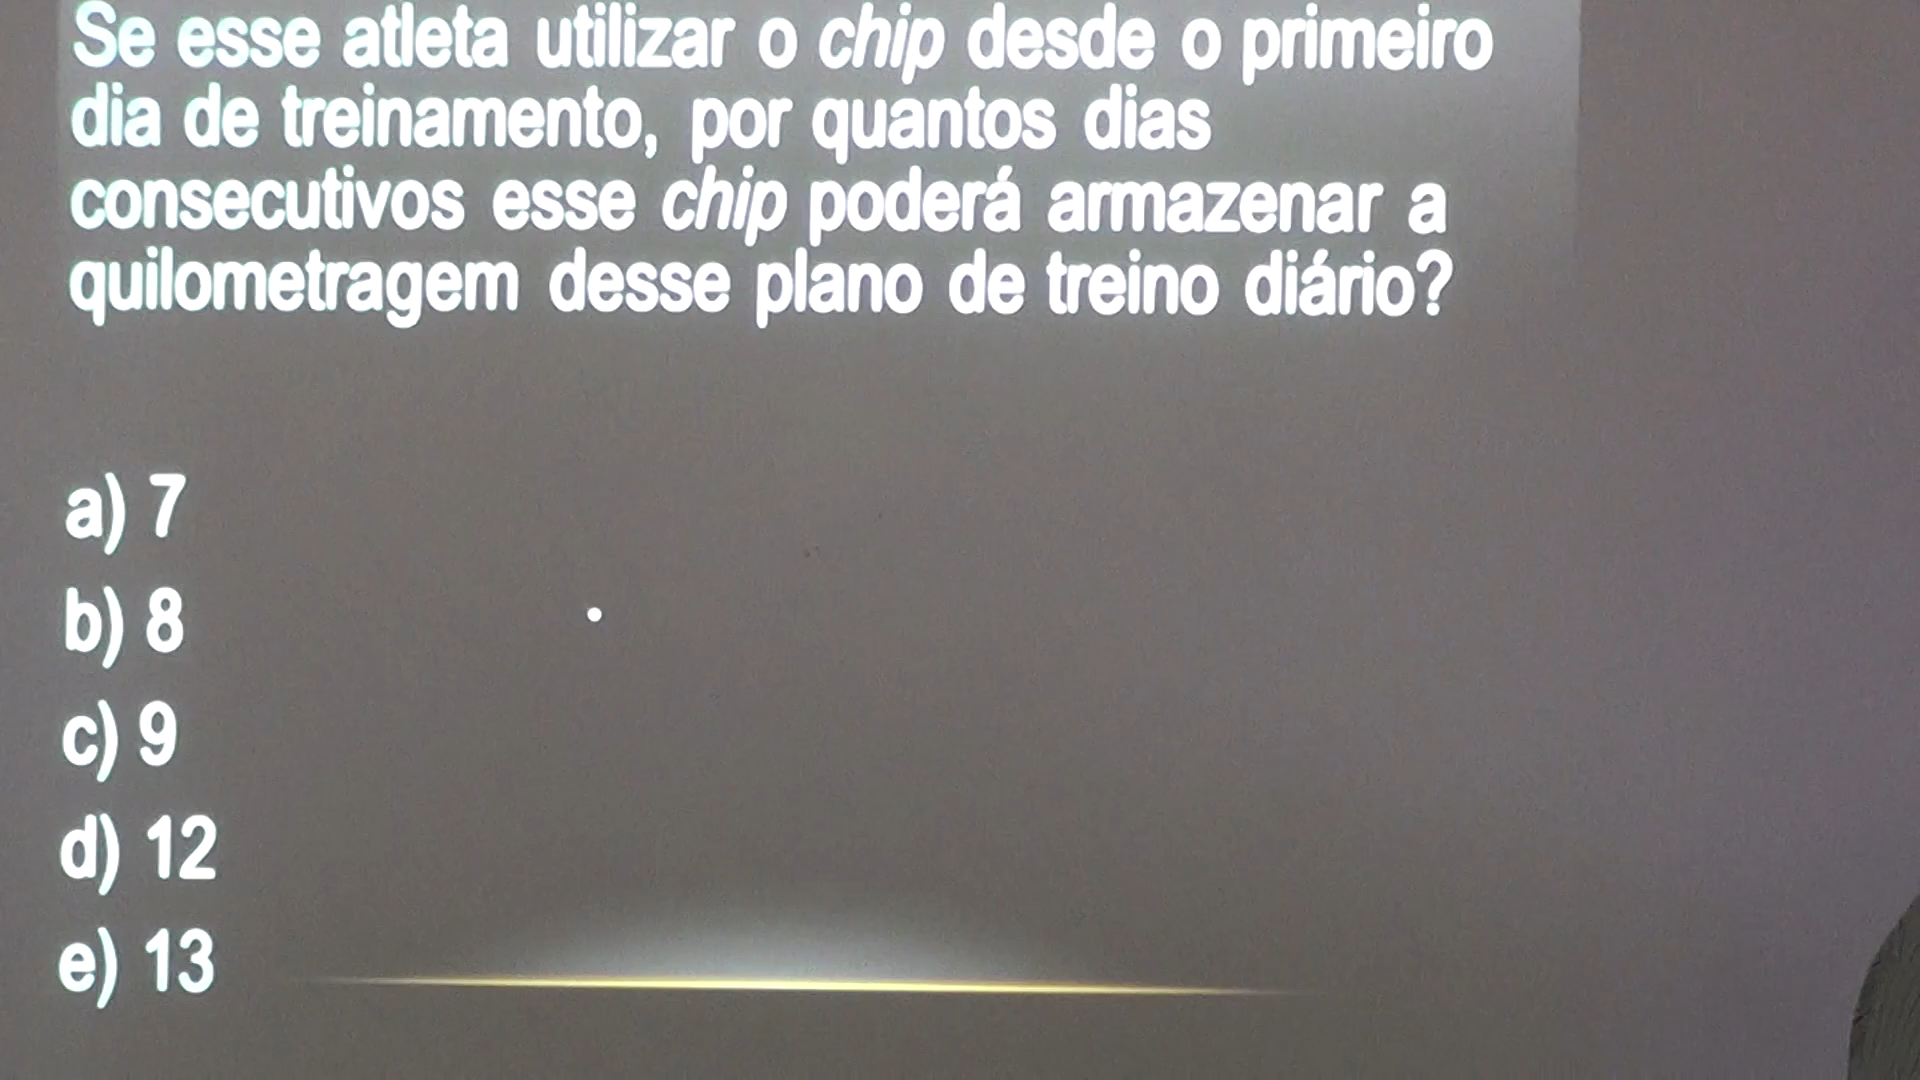 Se esse atleta utilizar o chip desde o primeiro
dia de treinamento, por quantos dias
consecutivos esse chip poderá armazenar a
quilometragem desse plano de treino diário?
a) 7
b) 8
c) 9
d) 12
e) 13